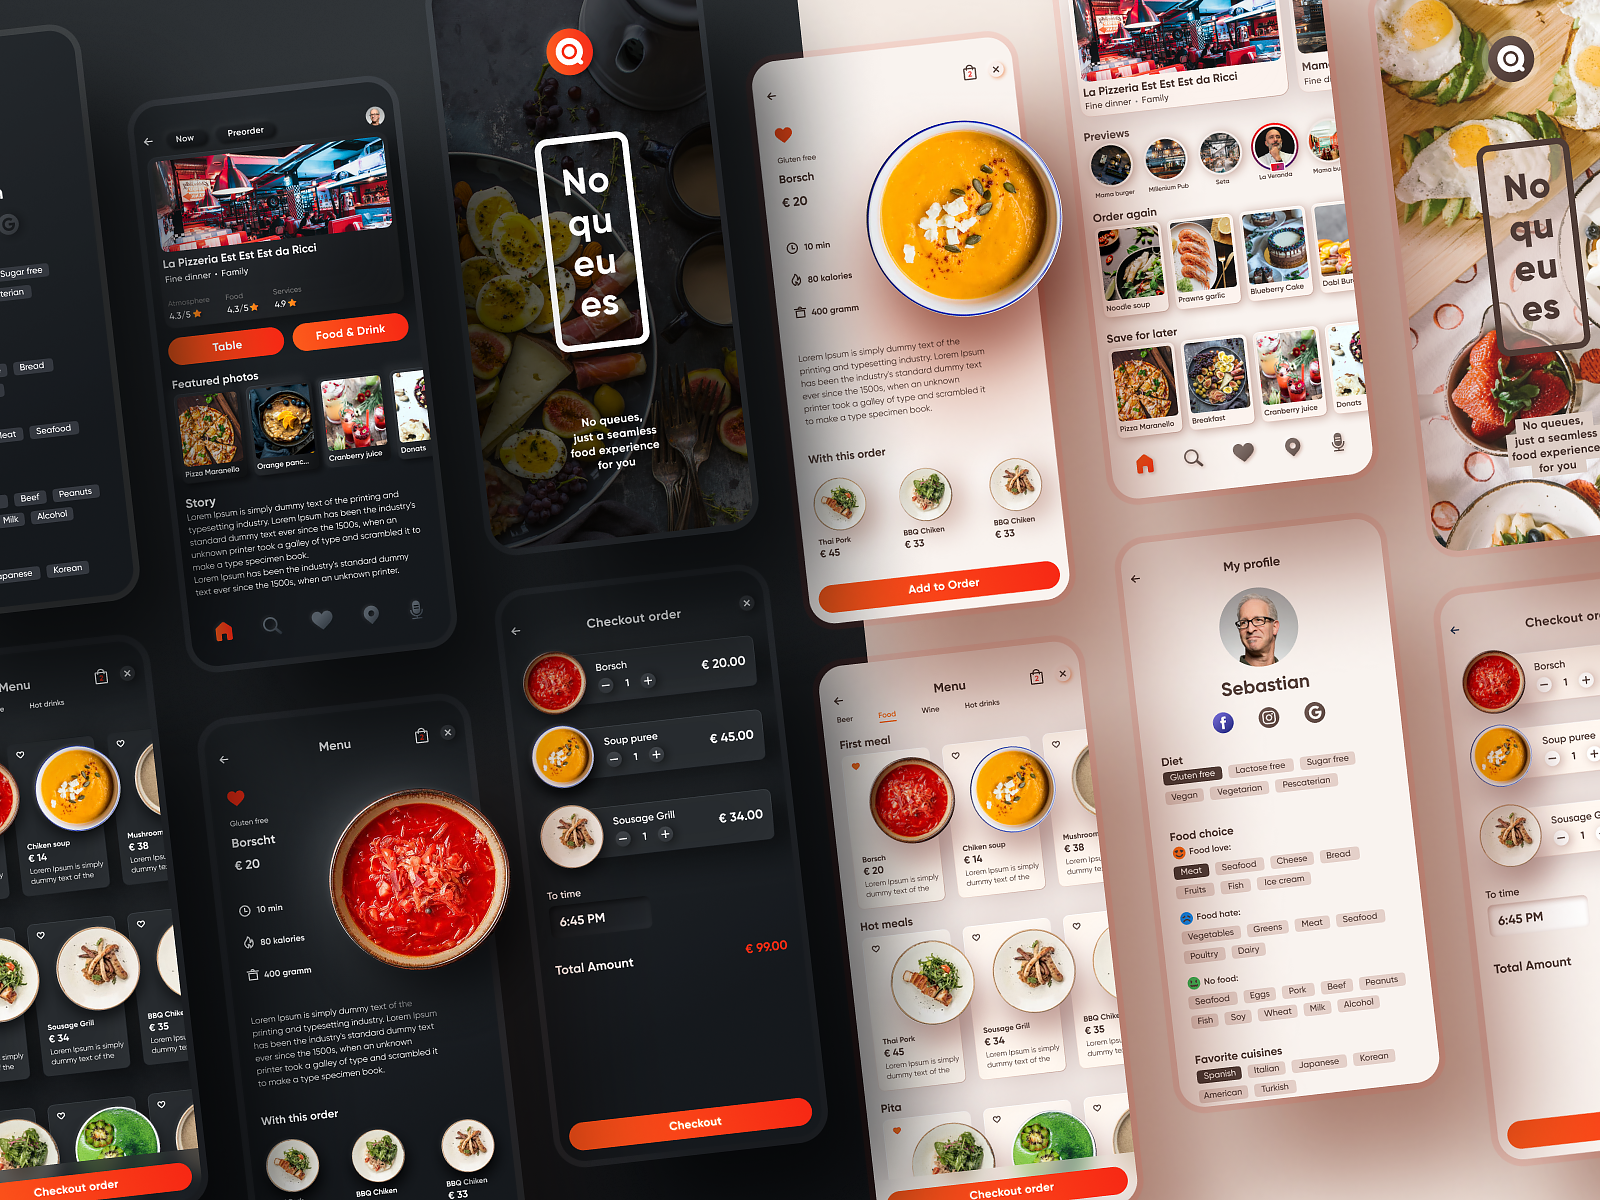 n
G
Sugar free
terian
Bread
Meat
Seafood
Beef
Peanuts
Milk
Alcohol
Japanese
Korean
Now
Preorder
La Pizzeria Est Est Est da Ricci
Fine dinner • Family
Atmosphere
Food
Services
4.3/5
4.3/5
4.9
Table
Food & Drink
Featured photos
Pizza Maranello
Orange panc...
Cranberry juice
Donats
Story
Lorem Ipsum is simply dummy text of the printing and
typesetting industry. Lorem Ipsum has been the industry's
standard dummy text ever since the 1500s, when an
unknown printer took a galley of type and scrambled it to
make a type specimen book.
Lorem Ipsum has been the industry's standard dummy
text ever since the 1500s, when an unknown printer.
No
qu
eu
es
No queues,
just a seamless
food experience
for you
2
Gluten free
Borsch
€ 20
10 min
80 kalories
400 gramm
Lorem Ipsum is simply dummy text of the
printing and typesetting industry. Lorem Ipsum
has been the industry's standard dummy text
ever since the 1500s, when an unknown
printer took a galley of type and scrambled it
to make a type specimen book.
With this order
Thai Pork
€ 45
BBQ Chiken
€ 33
BBQ Chiken
€ 33
Add to Order
La Pizzeria Est Est Est da Ricci
Fine dinner • Family
Mam
Fine d
Previews
Mama burger
Millenium Pub
Seta
La Veranda
Mama bu
Order again
Noodle soup
Prawns garlic
Blueberry Cake
Dabl Bur
Save for later
Pizza Maranello
Breakfast
Cranberry juice
Donats
No
qu
eu
es
No queues,
just a seamless
food experience
for you
Menu
Hot drinks
Chiken soup
€ 14
Lorem Ipsum is simply
dummy text of the
Mushroom
€ 38
Lorem Ip
dummy
simply
the
Sousage Grill
€ 34
Lorem Ipsum is simply
dummy text of the
BBQ Chike
€ 35
Lorem Ipsu
dummy te
Checkout order
Menu
Gluten free
Borscht
€ 20
10 min
80 kalories
400 gramm
Lorem Ipsum is simply dummy text of the
printing and typesetting industry. Lorem Ipsum
has been the industry's standard dummy text
ever since the 1500s, when an unknown
printer took a galley of type and scrambled it
to make a type specimen book.
With this order
BBQ Chiken
BBQ Chiken
€ 33
Checkout order
Borsch
1
€ 20.00
Soup puree
1
€ 45.00
Sousage Grill
1
€ 34.00
To time
6:45 PM
€ 99.00
Total Amount
Checkout
Menu
2
Beer
Food
Wine
Hot drinks
First meal
Borsch
€ 20
Lorem Ipsum is simply
dummy text of the
Chiken soup
€ 14
Lorem Ipsum is simply
dummy text of the
Mushroom
€ 38
Lorem Ips
dummy
Hot meals
Thai Pork
€ 45
Lorem Ipsum is simply
dummy text of the
Sousage Grill
€ 34
Lorem Ipsum is simply
dummy text of the
BBQ Chi
€ 35
Lorem Ip
dummy t
Pita
Checkout order
My profile
Sebastian
f
G
Diet
Gluten free
Lactose free
Sugar free
Vegan
Vegetarian
Pescaterian
Food choice
Food love:
Meat
Seafood
Cheese
Bread
Fruits
Fish
Ice cream
Food hate:
Vegetables
Greens
Meat
Seafood
Poultry
Dairy
No food:
Seafood
Eggs
Pork
Beef
Peanuts
Fish
Soy
Wheat
Milk
Alcohol
Favorite cuisines
Spanish
Italian
Japanese
Korean
American
Turkish
Checkout or
Borsch
1
Soup puree
1
Sousage G
1
To time
6:45 PM
Total Amount